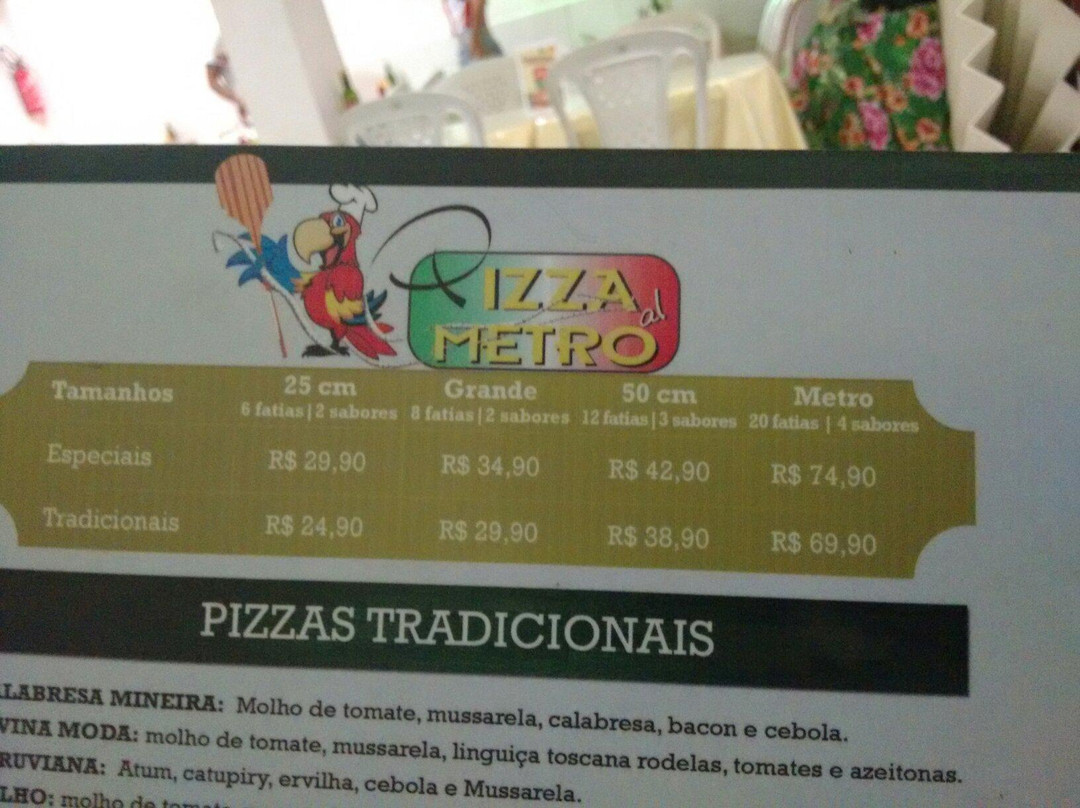 PIZZA al
METRO
Tamanhos 25 cm Grande 50 cm Metro
6 fatias|2 sabores 8 fatias|2 sabores 12 fatias|3 sabores 20 fatias | 4 sabores
Especiais R$ 29,90 R$ 34,90 R$ 42,90 R$ 74,90
Tradicionais R$ 24,90 R$ 29,90 R$ 38,90 R$ 69,90
PIZZAS TRADICIONAIS
LABRESA MINEIRA: Molho de tomate, mussarela, calabresa, bacon e cebola.
VINA MODA: molho de tomate, mussarela, linguiça toscana rodelas, tomates e azeitonas.
RUVIANA: Atum, catupiry, ervilha, cebola e Mussarela.
LHO: molho de